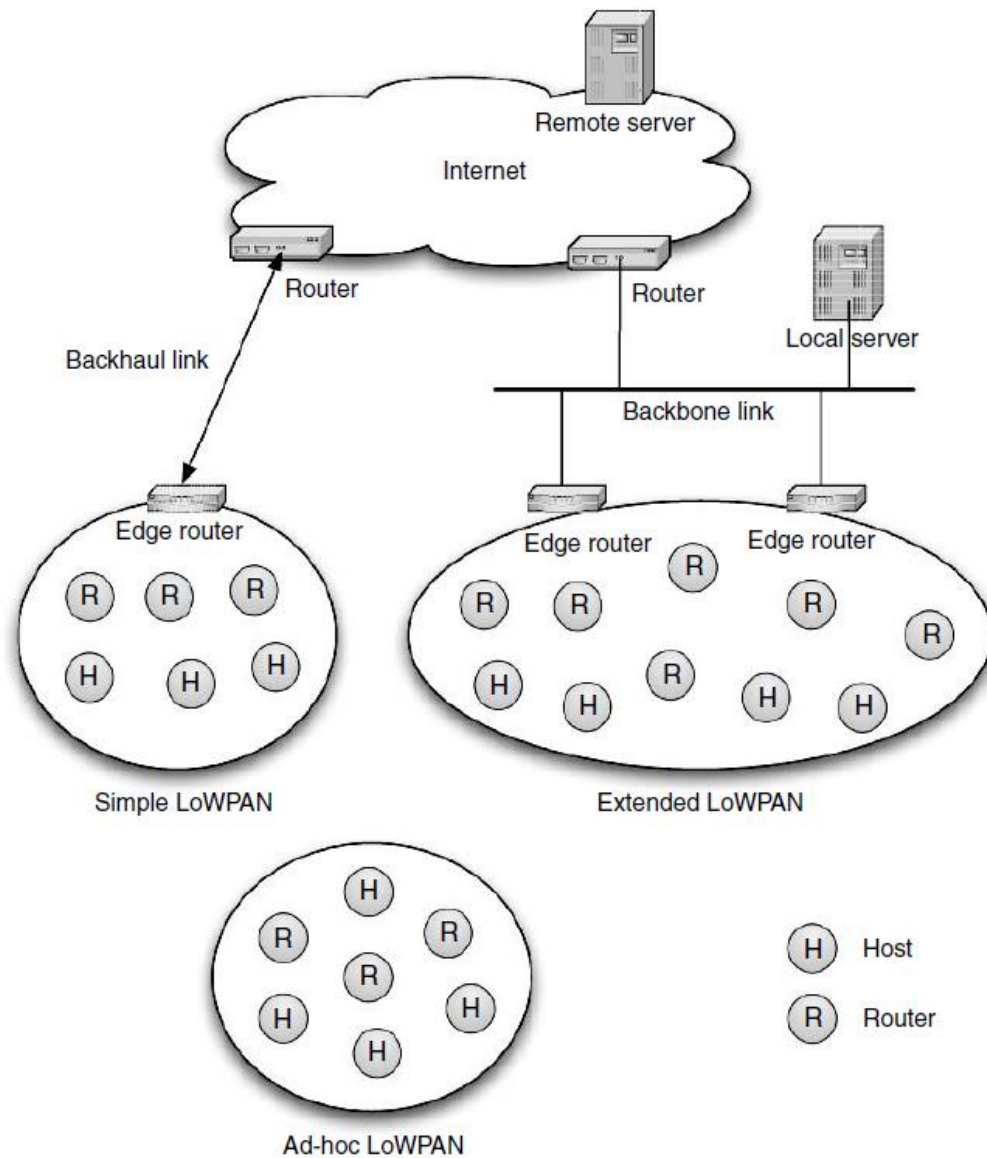 Remote server
Internet
Router
Router
Local server
Backhaul link
Backbone link
Edge router
Edge router
Edge router
R
R
R
H
H
H
R
R
R
R
R
H
H
R
H
H
Simple LoWPAN
Extended LoWPAN
H
R
R
R
H
H
H
H Host
R Router
Ad-hoc LoWPAN